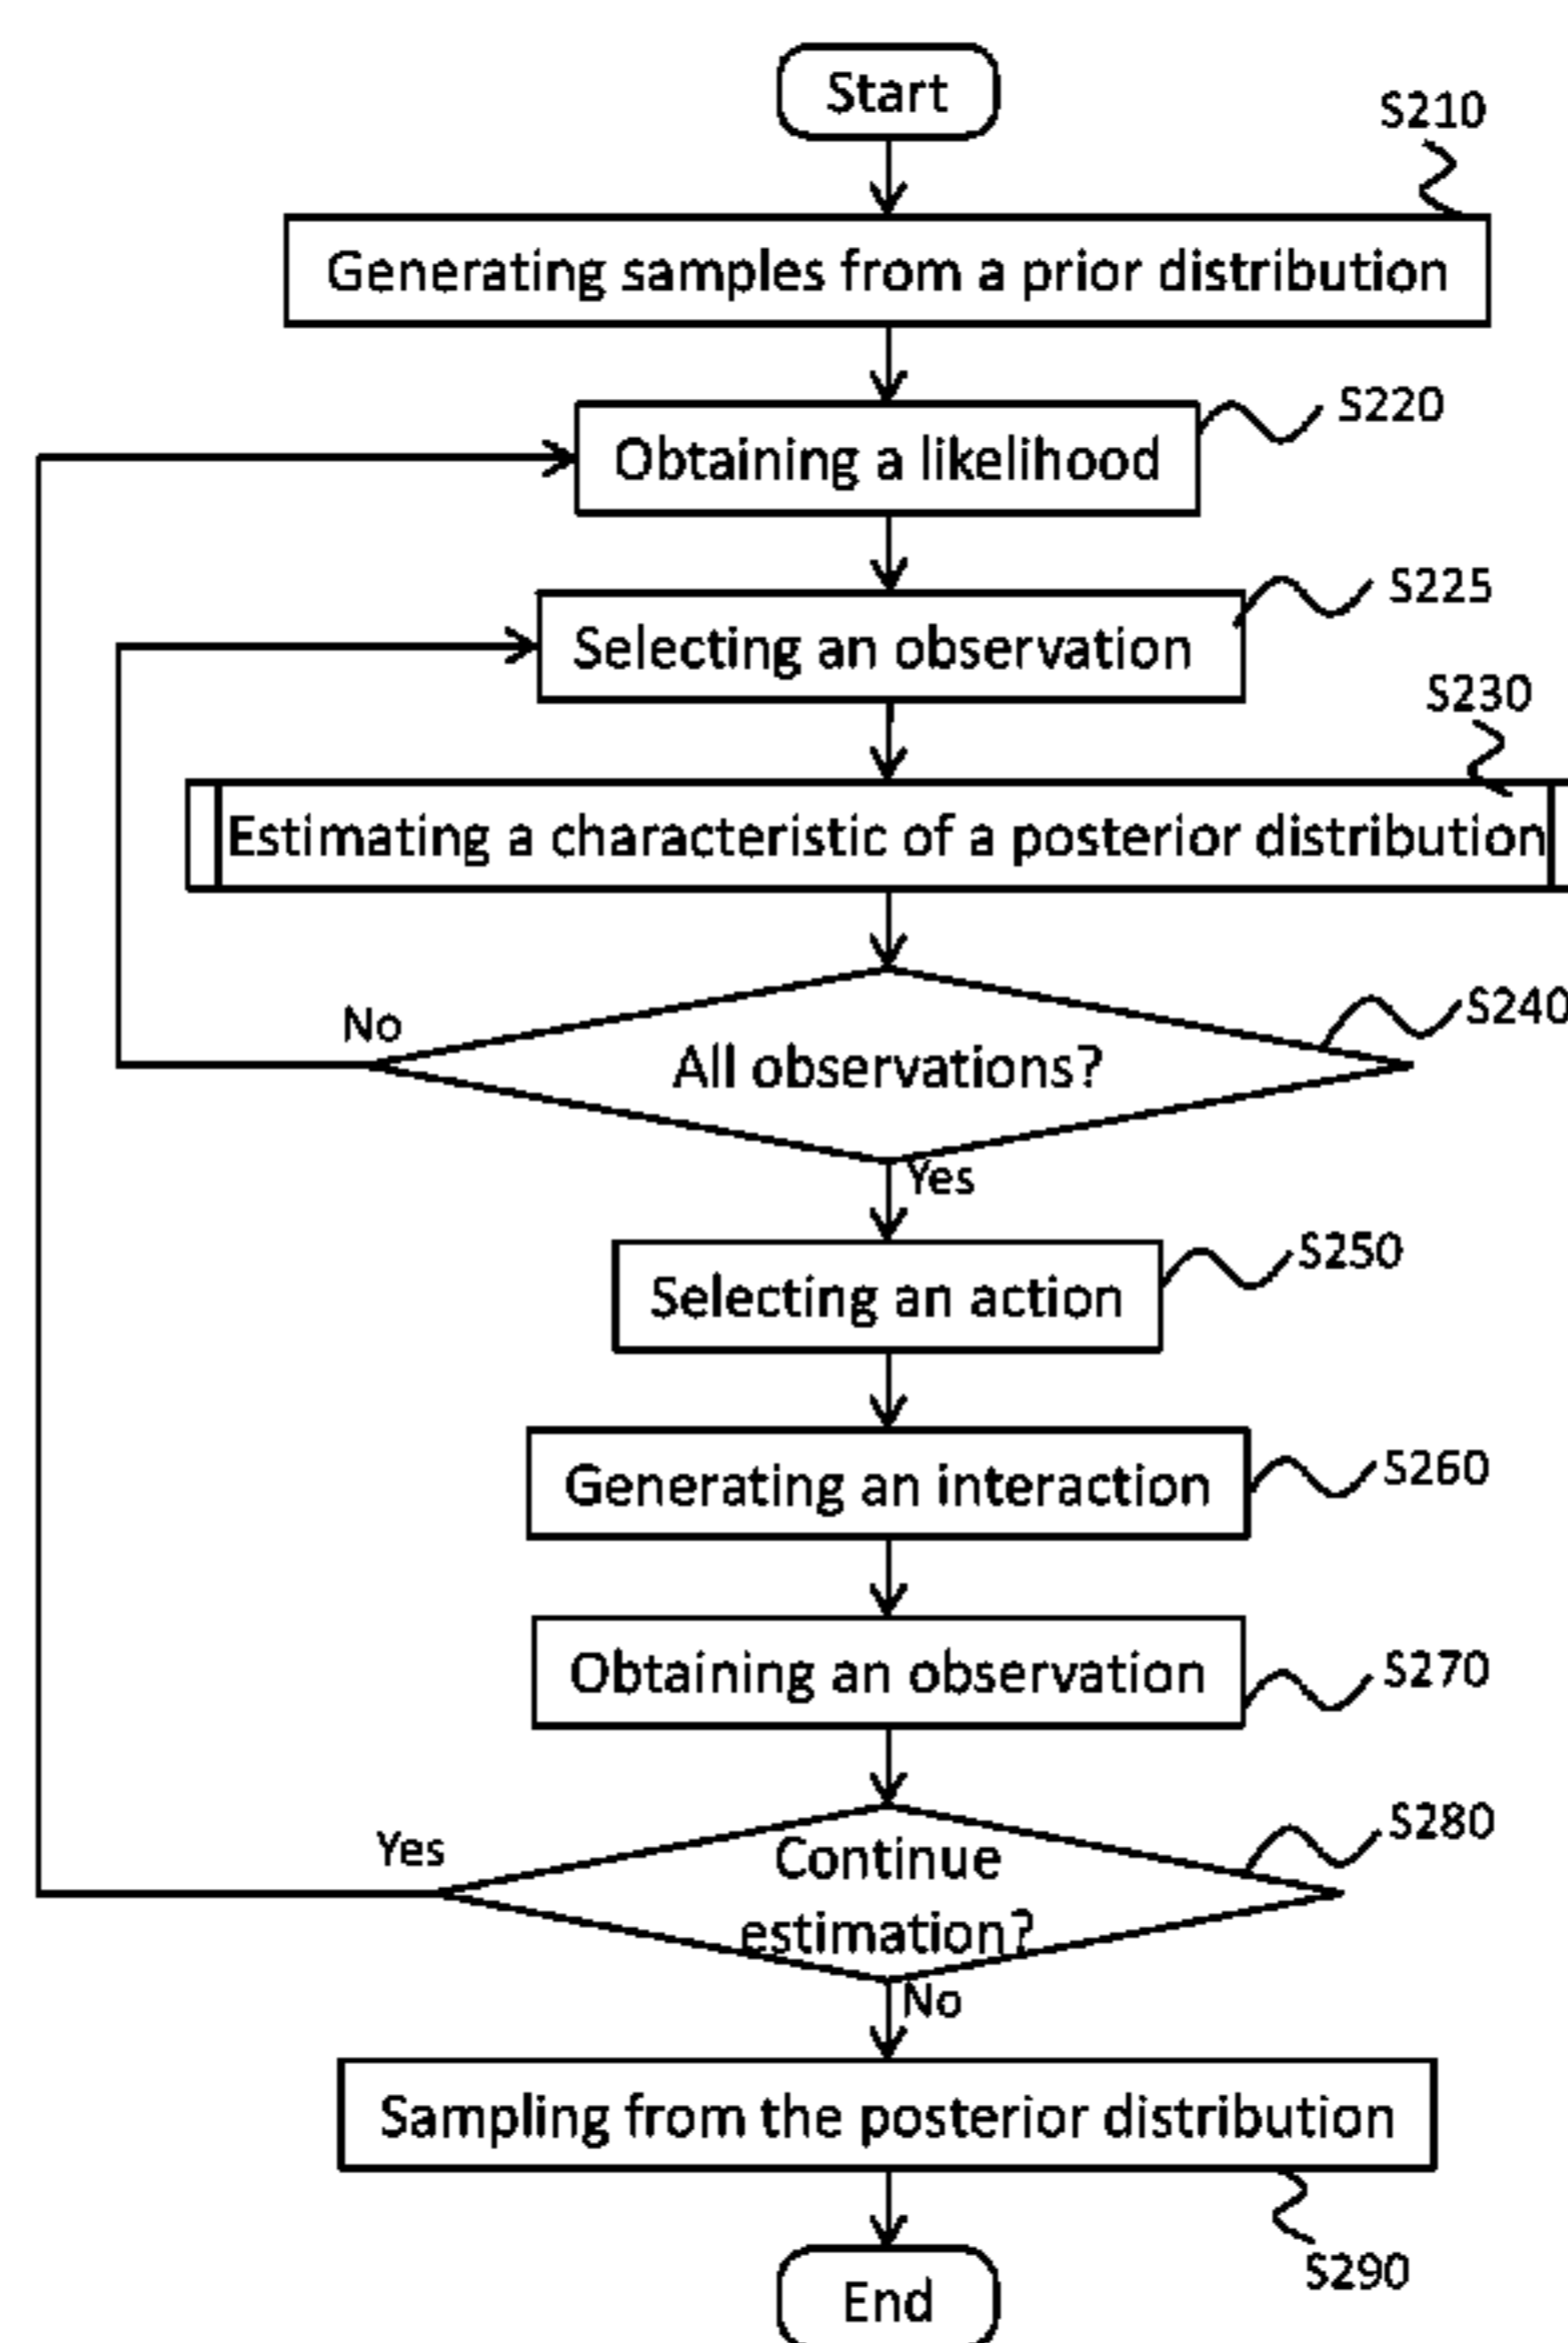 Start
S210
Generating samples from a prior distribution
S220
Obtaining a likelihood
S225
Selecting an observation
S230
Estimating a characteristic of a posterior distribution
No
S240
All observations?
Yes
S250
Selecting an action
S260
Generating an interaction
S270
Obtaining an observation
S280
Yes
Continue
estimation?
No
Sampling from the posterior distribution
S290
End